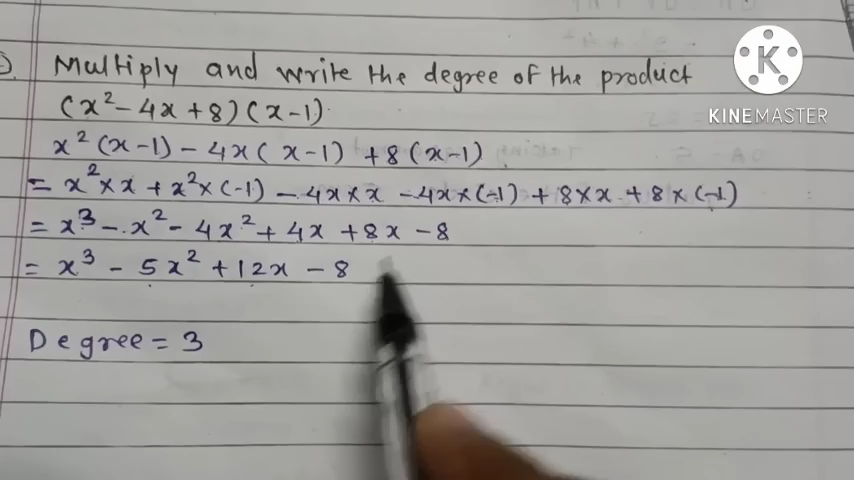 Multiply and write the degree of the product
(x² - 4x + 8) (x - 1)
x² (x - 1) - 4x ( x - 1) + 8 (x - 1)
= x² × x + x² × (-1) - 4x × x - 4x × (-1) + 8 × x + 8 × (-1)
= x³ - x² - 4x² + 4x + 8x - 8
= x³ - 5x² + 12x - 8
Degree = 3
K
KINEMASTER